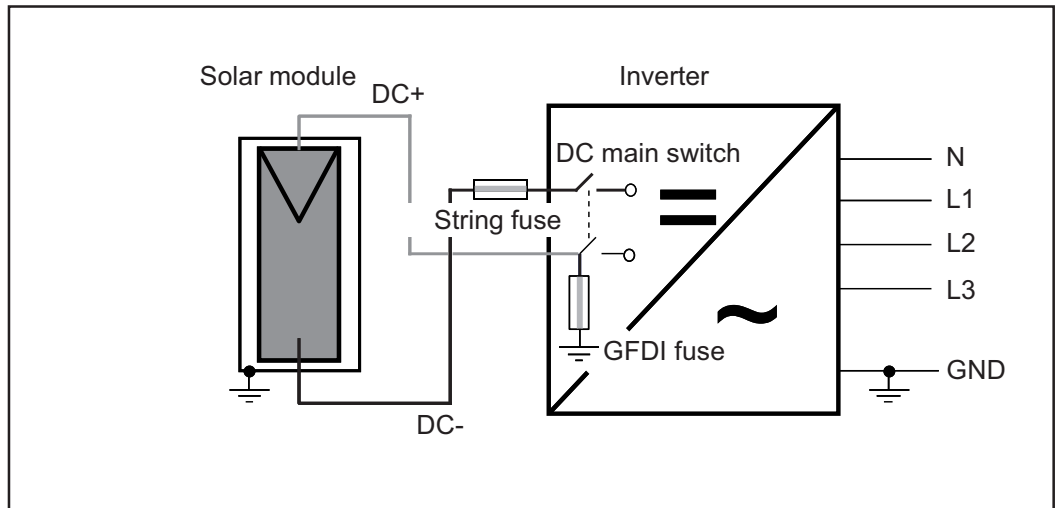 Solar module
Inverter
DC+
DC main switch
N
L1
String fuse
L2
L3
GFDI fuse
GND
DC-